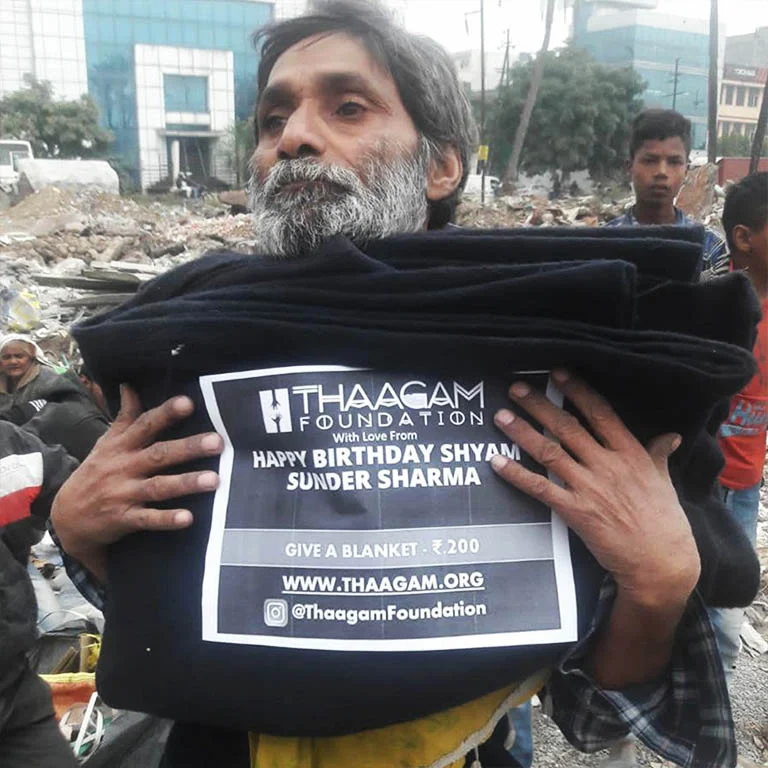 THAAGAM
FOUNDATION
With Love From
HAPPY BIRTHDAY SHYAM
SUNDER SHARMA
GIVE A BLANKET - ₹.200
WWW.THAAGAM.ORG
@ThaagamFoundation